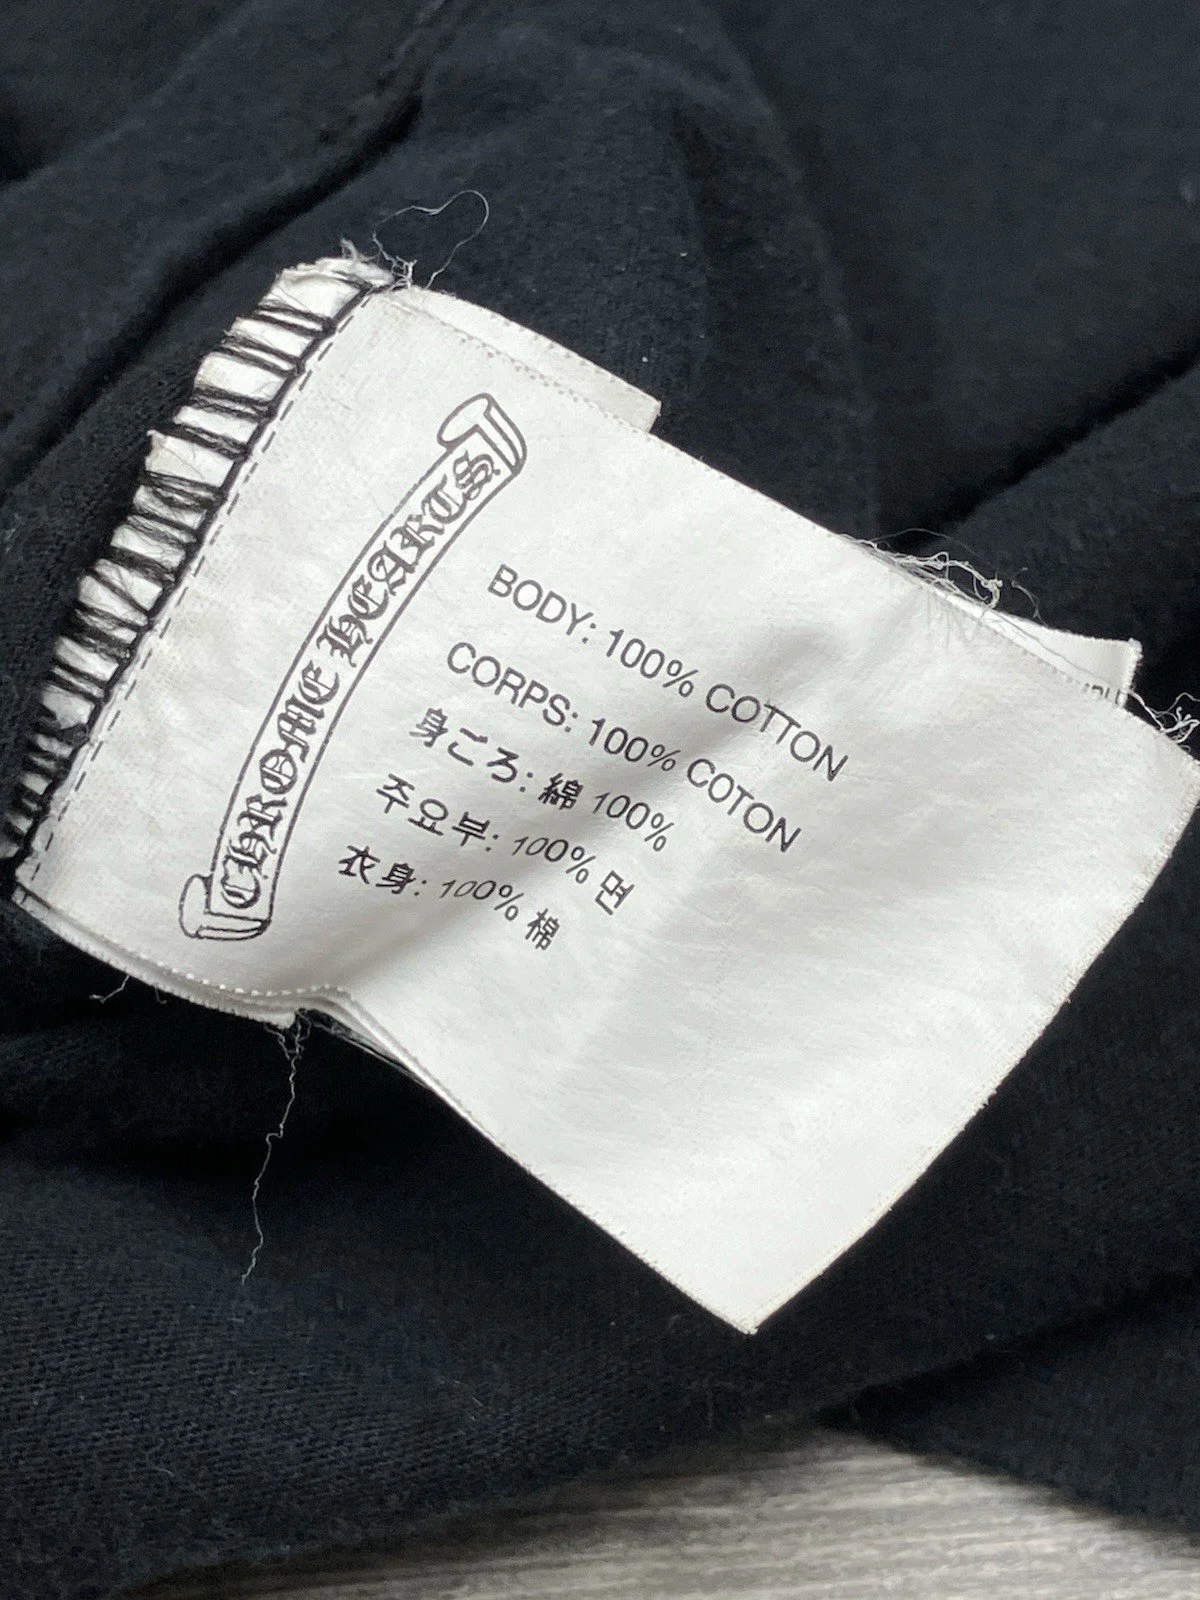 CHROME HEARTS
BODY: 100% COTTON
CORPS: 100% COTON
身ごろ: 綿 100%
주요부: 100% 면
衣身: 100% 棉